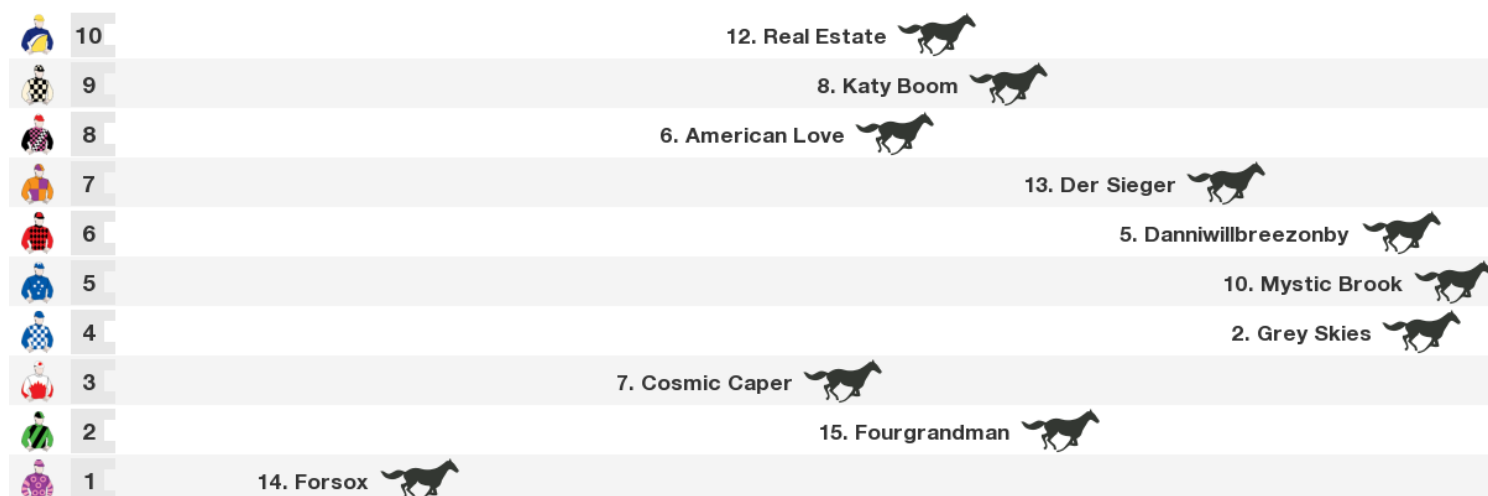 10 12. Real Estate
9 8. Katy Boom
8 6. American Love
7 13. Der Sieger
6 5. Danniwillbreezonby
5 10. Mystic Brook
4 2. Grey Skies
3 7. Cosmic Caper
2 15. Fourgrandman
1 14. Forsox